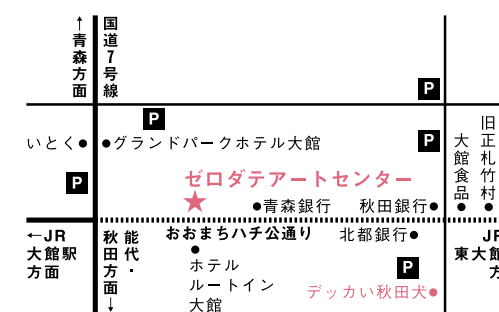 ↑青森方面
国道7号線
P
P
いとく●
●グランドパークホテル大館
P
P
旧正札竹村
大館食品
ゼロダテアートセンター
★
●青森銀行
秋田銀行●
←JR
大館駅
方面
能代・
秋田方面→
おおまちハチ公通り
北都銀行●
●
ホテル
ルートイン
大館
P
デッカい秋田犬●
JR
東大館
方